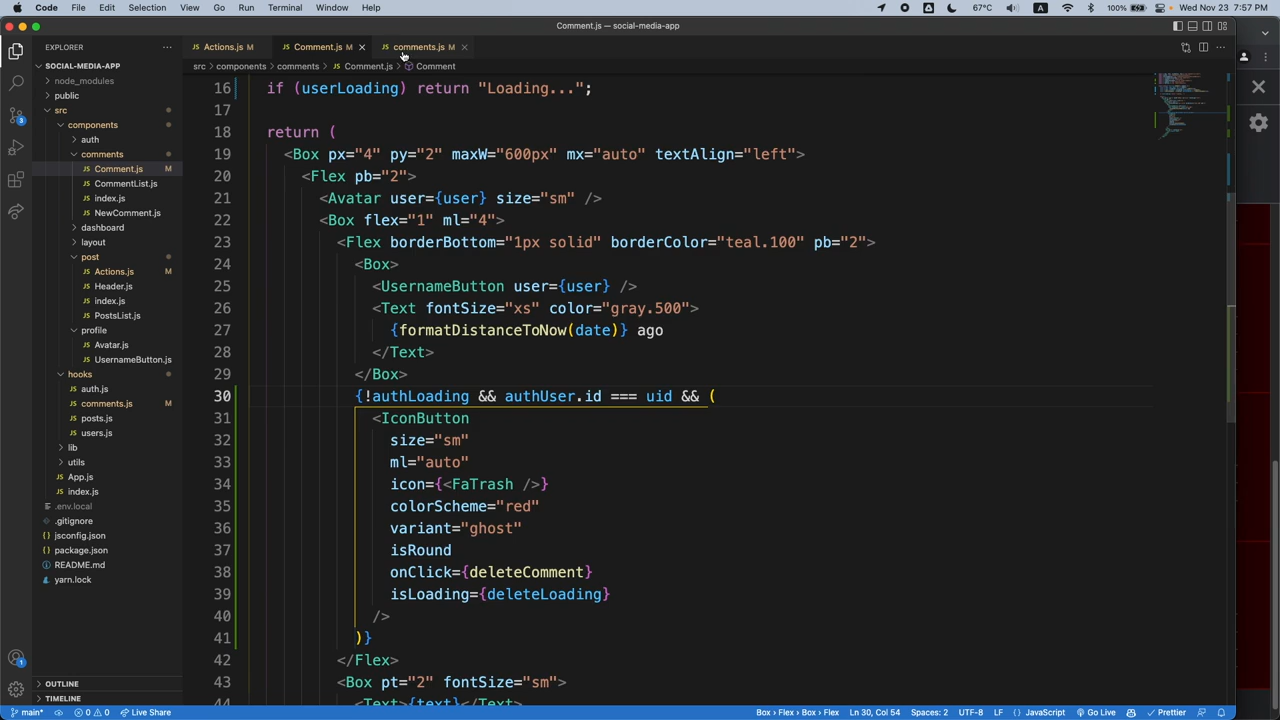 Code File Edit Selection View Go Run Terminal Window Help 67°C A 100% Wed Nov 23 7:57 PM
Comment.js — social-media-app
EXPLORER ···
Actions.js M Comment.js M comments.js M
src > components > comments > Comment.js > Comment
SOCIAL-MEDIA-APP
node_modules
public
src
components
auth
comments
Comment.js M
CommentList.js
index.js
NewComment.js
dashboard
layout
post
Actions.js M
Header.js
index.js
PostsList.js
profile
Avatar.js
UsernameButton.js
hooks
auth.js
comments.js M
posts.js
users.js
lib
utils
App.js
index.js
.env.local
.gitignore
jsconfig.json
package.json
README.md
yarn.lock
OUTLINE
TIMELINE
16 if (userLoading) return "Loading...";
17
18 return (
19 <Box px="4" py="2" maxW="600px" mx="auto" textAlign="left">
20 <Flex pb="2">
21 <Avatar user={user} size="sm" />
22 <Box flex="1" ml="4">
23 <Flex borderBottom="1px solid" borderColor="teal.100" pb="2">
24 <Box>
25 <UsernameButton user={user} />
26 <Text fontSize="xs" color="gray.500">
27 {formatDistanceToNow(date)} ago
28 </Text>
29 </Box>
30 {!authLoading && authUser.id === uid && (
31 <IconButton
32 size="sm"
33 ml="auto"
34 icon={<FaTrash />}
35 colorScheme="red"
36 variant="ghost"
37 isRound
38 onClick={deleteComment}
39 isLoading={deleteLoading}
40 />
41 )}
42 </Flex>
43 <Box pt="2" fontSize="sm">
44 <Text>{text}</Text>
3
1
main* 0 0 Live Share Box > Flex > Box > Flex Ln 30, Col 54 Spaces: 2 UTF-8 LF {} JavaScript Go Live Prettier